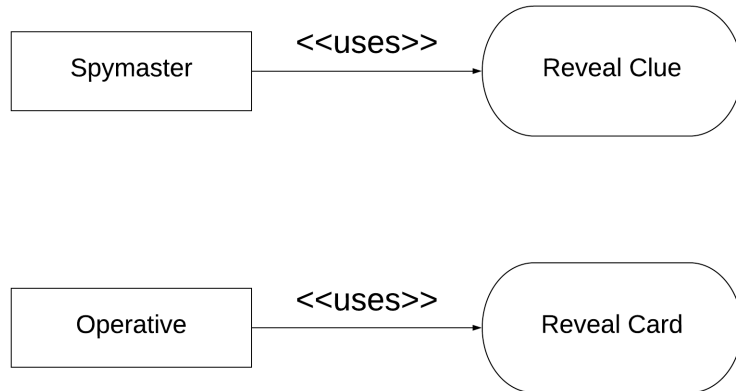 <<uses>>
Spymaster
Reveal Clue
<<uses>>
Operative
Reveal Card